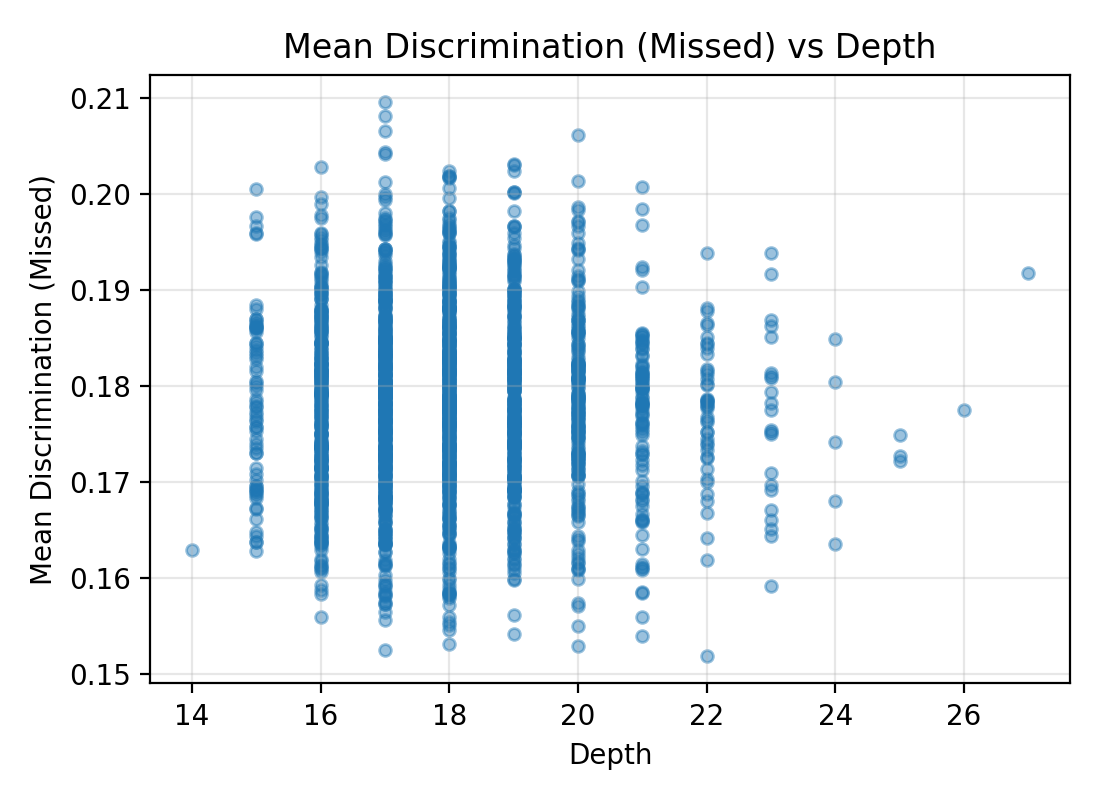 Mean Discrimination (Missed) vs Depth
Mean Discrimination (Missed)
0.21
0.20
0.19
0.18
0.17
0.16
0.15
14 16 18 20 22 24 26
Depth